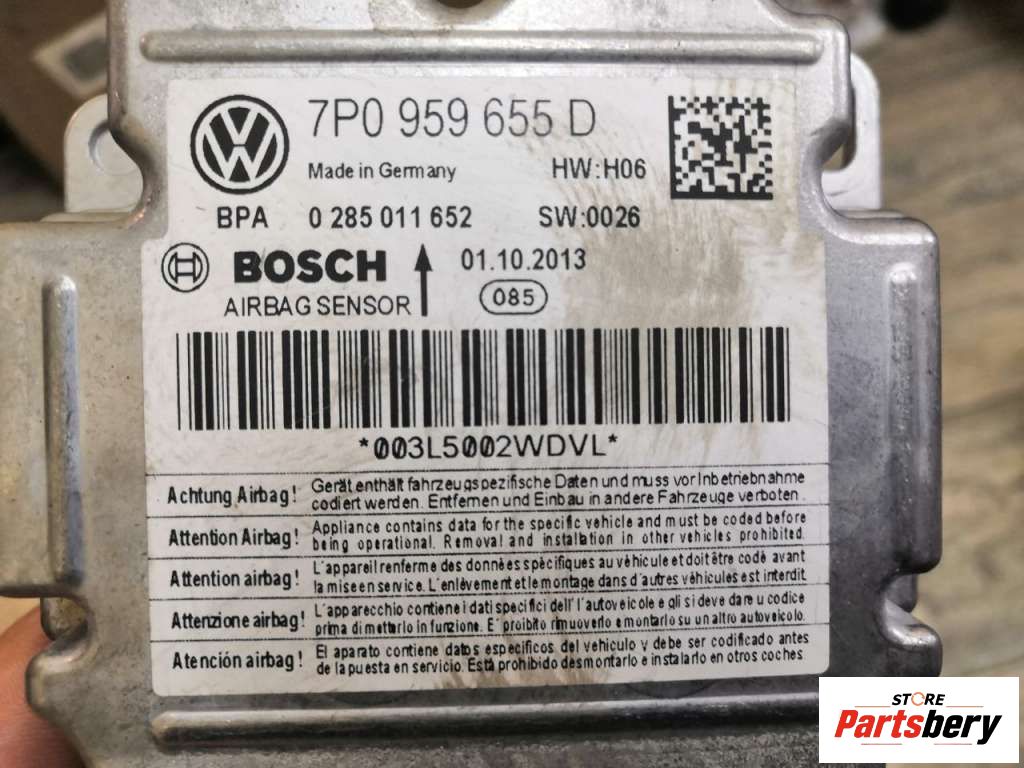 7P0 959 655 D
Made in Germany HW:H06
BPA 0 285 011 652 SW:0026
BOSCH 01.10.2013
AIRBAG SENSOR 085
*003L5002WDVL*
Achtung Airbag! Gerät enthält fahrzeugspezifische Daten und muss vor Inbetriebnahme
codiert werden. Entfernen und Einbau in andere Fahrzeuge verboten.
Attention Airbag! Appliance contains data for the specific vehicle and must be coded before
being operational. Removal and installation in other vehicles prohibited.
Attention airbag! L'appareil renferme des données spècifiques au vèhicule et doit être codè avant
la mise en service. L'enlèvement et le montage dans d'autres véhicules est interdit.
Attenzione airbag! L'apparecchio contiene i dati specifici dell'l'autoveicole e gli si deve dare u codice
prima di metterlo in funzione. E' proibito rimuoverlo e montarlo su un altro autoveicolo.
Atención airbag! El aparato contiene datos especificos del vehiculo y debe ser codificado antes
de la puesta en servicio. Está prohibido desmontarlo e instalarlo en otros coches
STORE
Partsbery